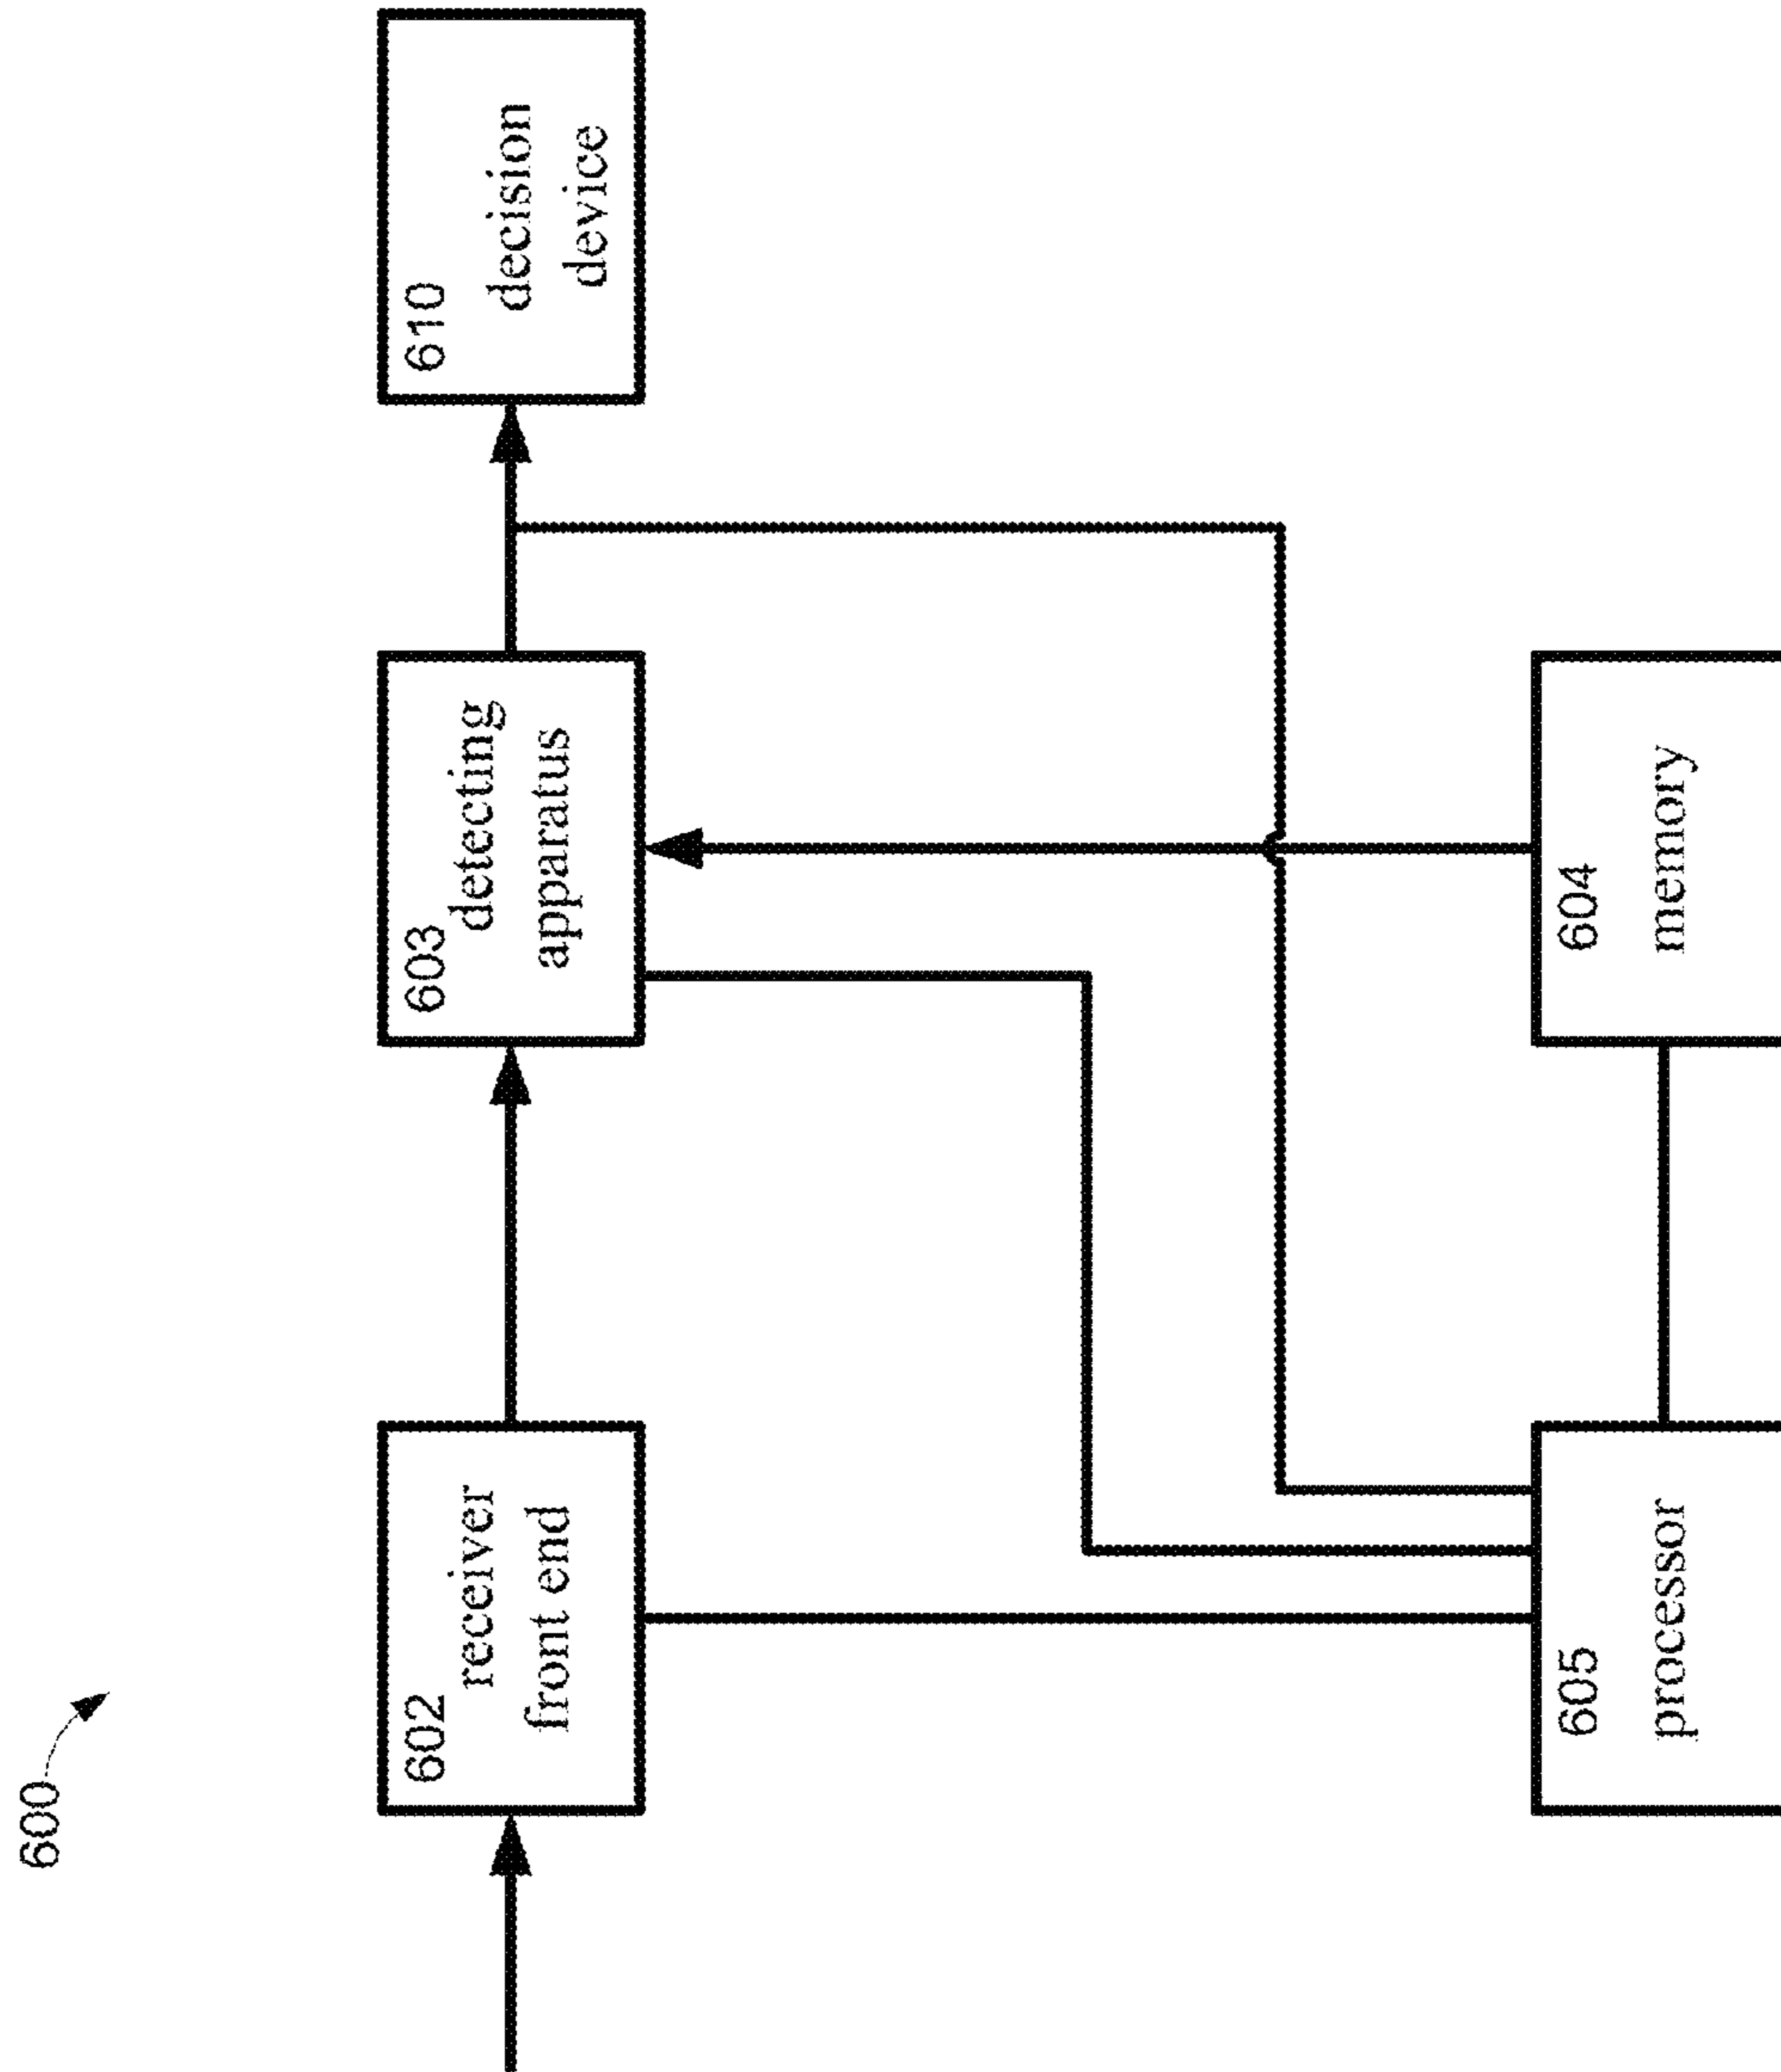 600
602
receiver
front end
603
detecting
apparatus
610
decision
device
605
processor
604
memory